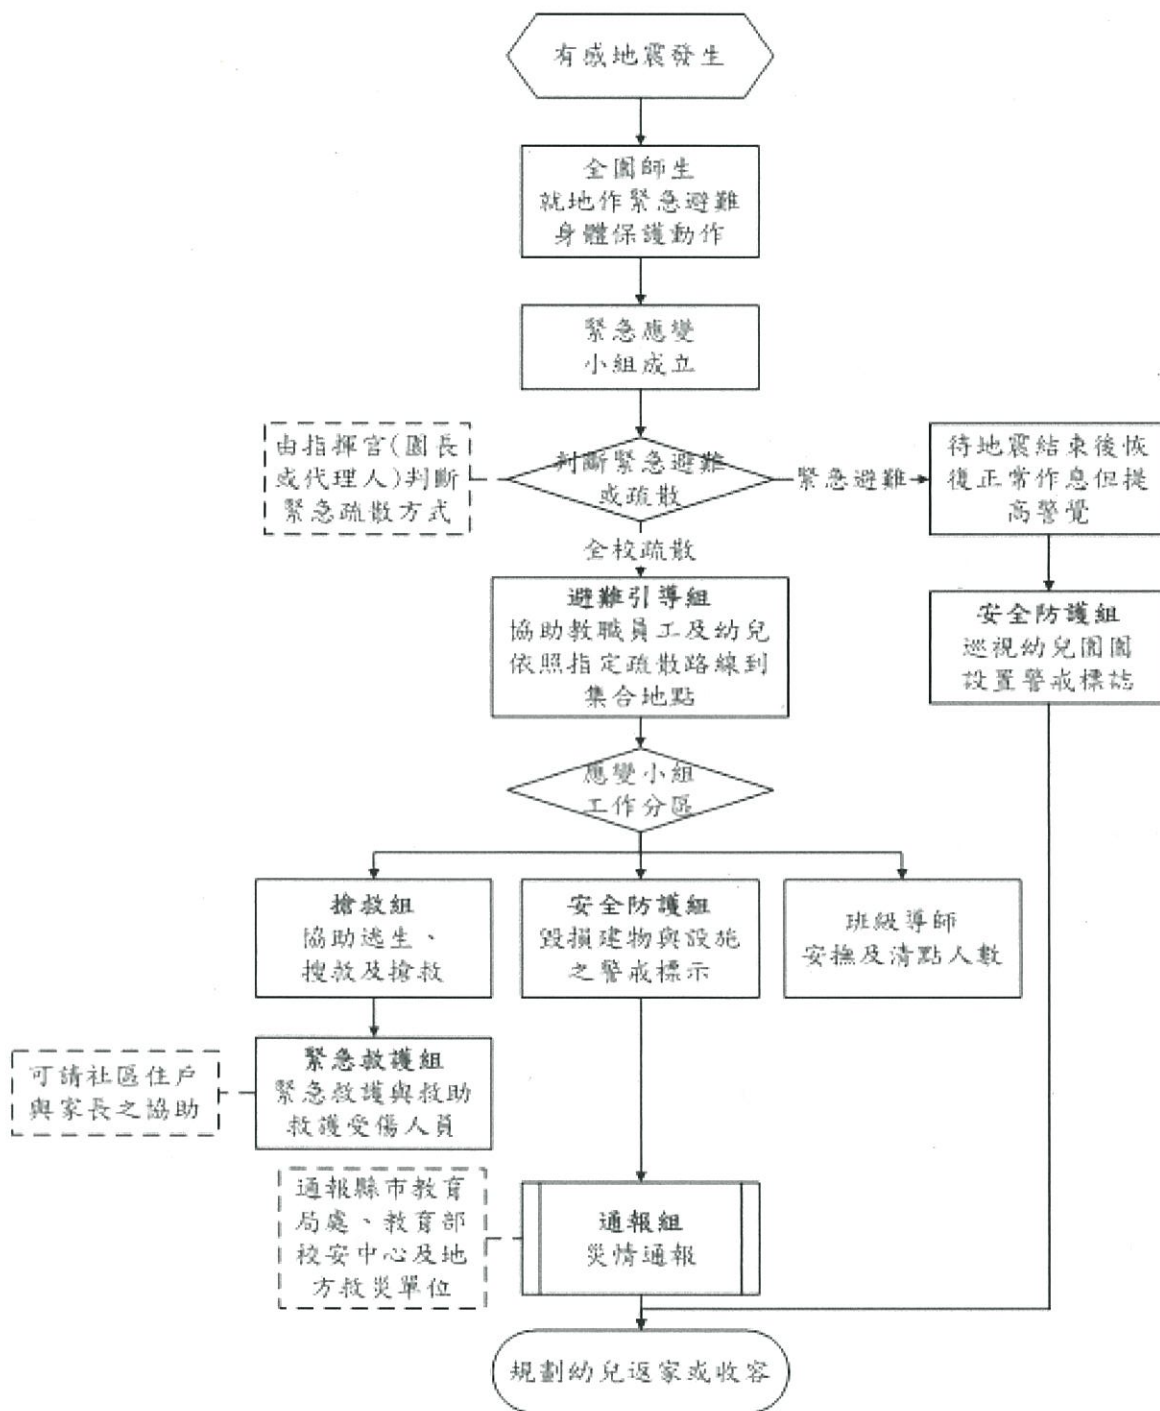 有感地震發生
全園師生
就地作緊急避難
身體保護動作
緊急應變
小組成立
由指揮官(園長
或代理人)判斷
緊急疏散方式
判斷緊急避難
或疏散
緊急避難
待地震結束後恢
復正常作息但提
高警覺
全校疏散
避難引導組
協助教職員工及幼兒
依照指定疏散路線到
集合地點
安全防護組
巡視幼兒園園
設置警戒標誌
應變小組
工作分區
搶救組
協助逃生、
搜救及搶救
安全防護組
毀損建物與設施
之警戒標示
班級導師
安撫及清點人數
可請社區住戶
與家長之協助
緊急救護組
緊急救護與救助
救護受傷人員
通報縣市教育
局處、教育部
校安中心及地
方救災單位
通報組
災情通報
規劃幼兒返家或收容